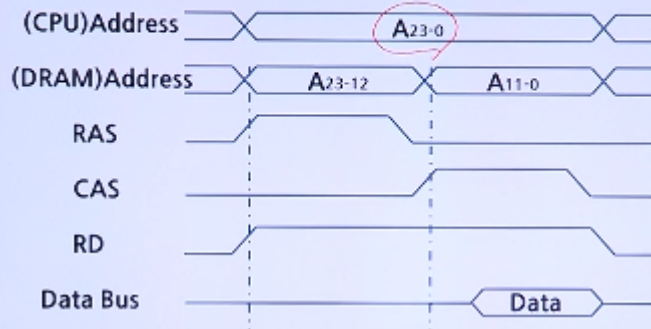 (CPU)Address A23-0
(DRAM)Address A23-12 A11-0
RAS
CAS
RD
Data Bus Data